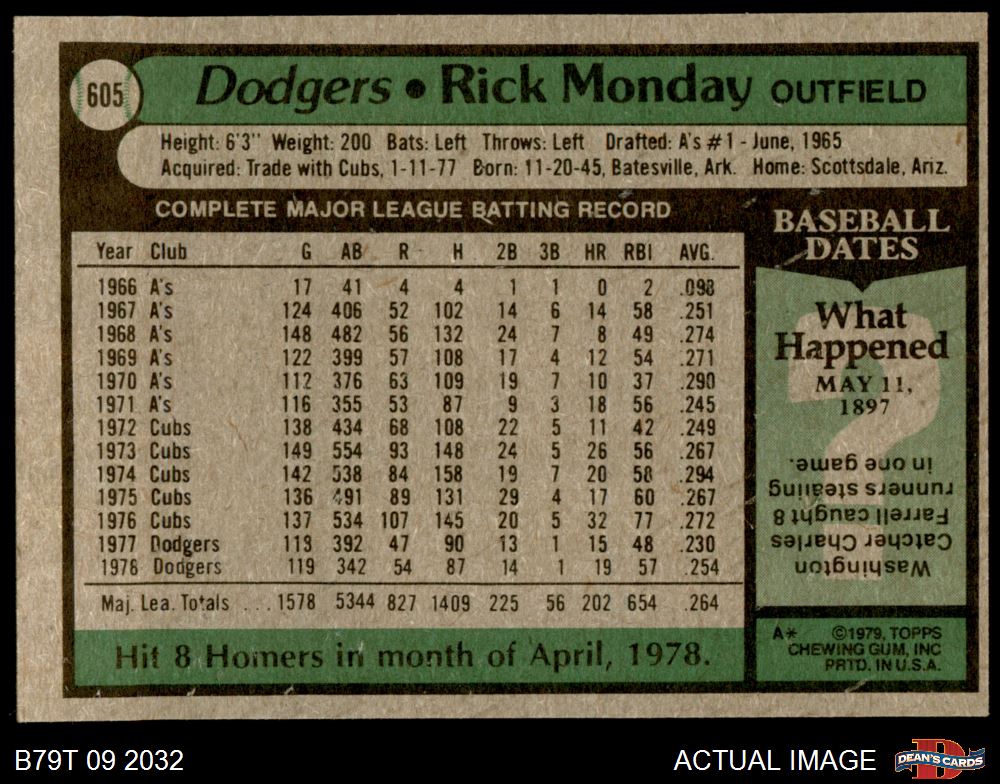 605
Dodgers • Rick Monday OUTFIELD
Height: 6'3" Weight: 200 Bats: Left Throws: Left Drafted: A's #1 - June, 1965
Acquired: Trade with Cubs, 1-11-77 Born: 11-20-45, Batesville, Ark. Home: Scottsdale, Ariz.
COMPLETE MAJOR LEAGUE BATTING RECORD
Year Club G AB R H 2B 3B HR RBI AVG.
1966 A's 17 41 4 4 1 1 0 2 .098
1967 A's 124 406 52 102 14 6 14 58 .251
1968 A's 148 482 56 132 24 7 8 49 .274
1969 A's 122 399 57 108 17 4 12 54 .271
1970 A's 112 376 63 109 19 7 10 37 .290
1971 A's 116 355 53 87 9 3 18 56 .245
1972 Cubs 138 434 68 108 22 5 11 42 .249
1973 Cubs 149 554 93 148 24 5 26 56 .267
1974 Cubs 142 538 84 158 19 7 20 58 .294
1975 Cubs 136 491 89 131 29 4 17 60 .267
1976 Cubs 137 534 107 145 20 5 32 77 .272
1977 Dodgers 113 392 47 90 13 1 15 48 .230
1978 Dodgers 119 342 54 87 14 1 19 57 .254
Maj. Lea. Totals ... 1578 5344 827 1409 225 56 202 654 .264
Hit 8 Homers in month of April, 1978.
BASEBALL
DATES
What
Happened
MAY 11,
1897
?
Washington
Catcher Charles
Farrell caught 8
runners stealing
in one game.
A* ©1979, TOPPS
CHEWING GUM, INC
PRTD. IN U.S.A.
B79T 09 2032
ACTUAL IMAGE
D
DEAN'S CARDS